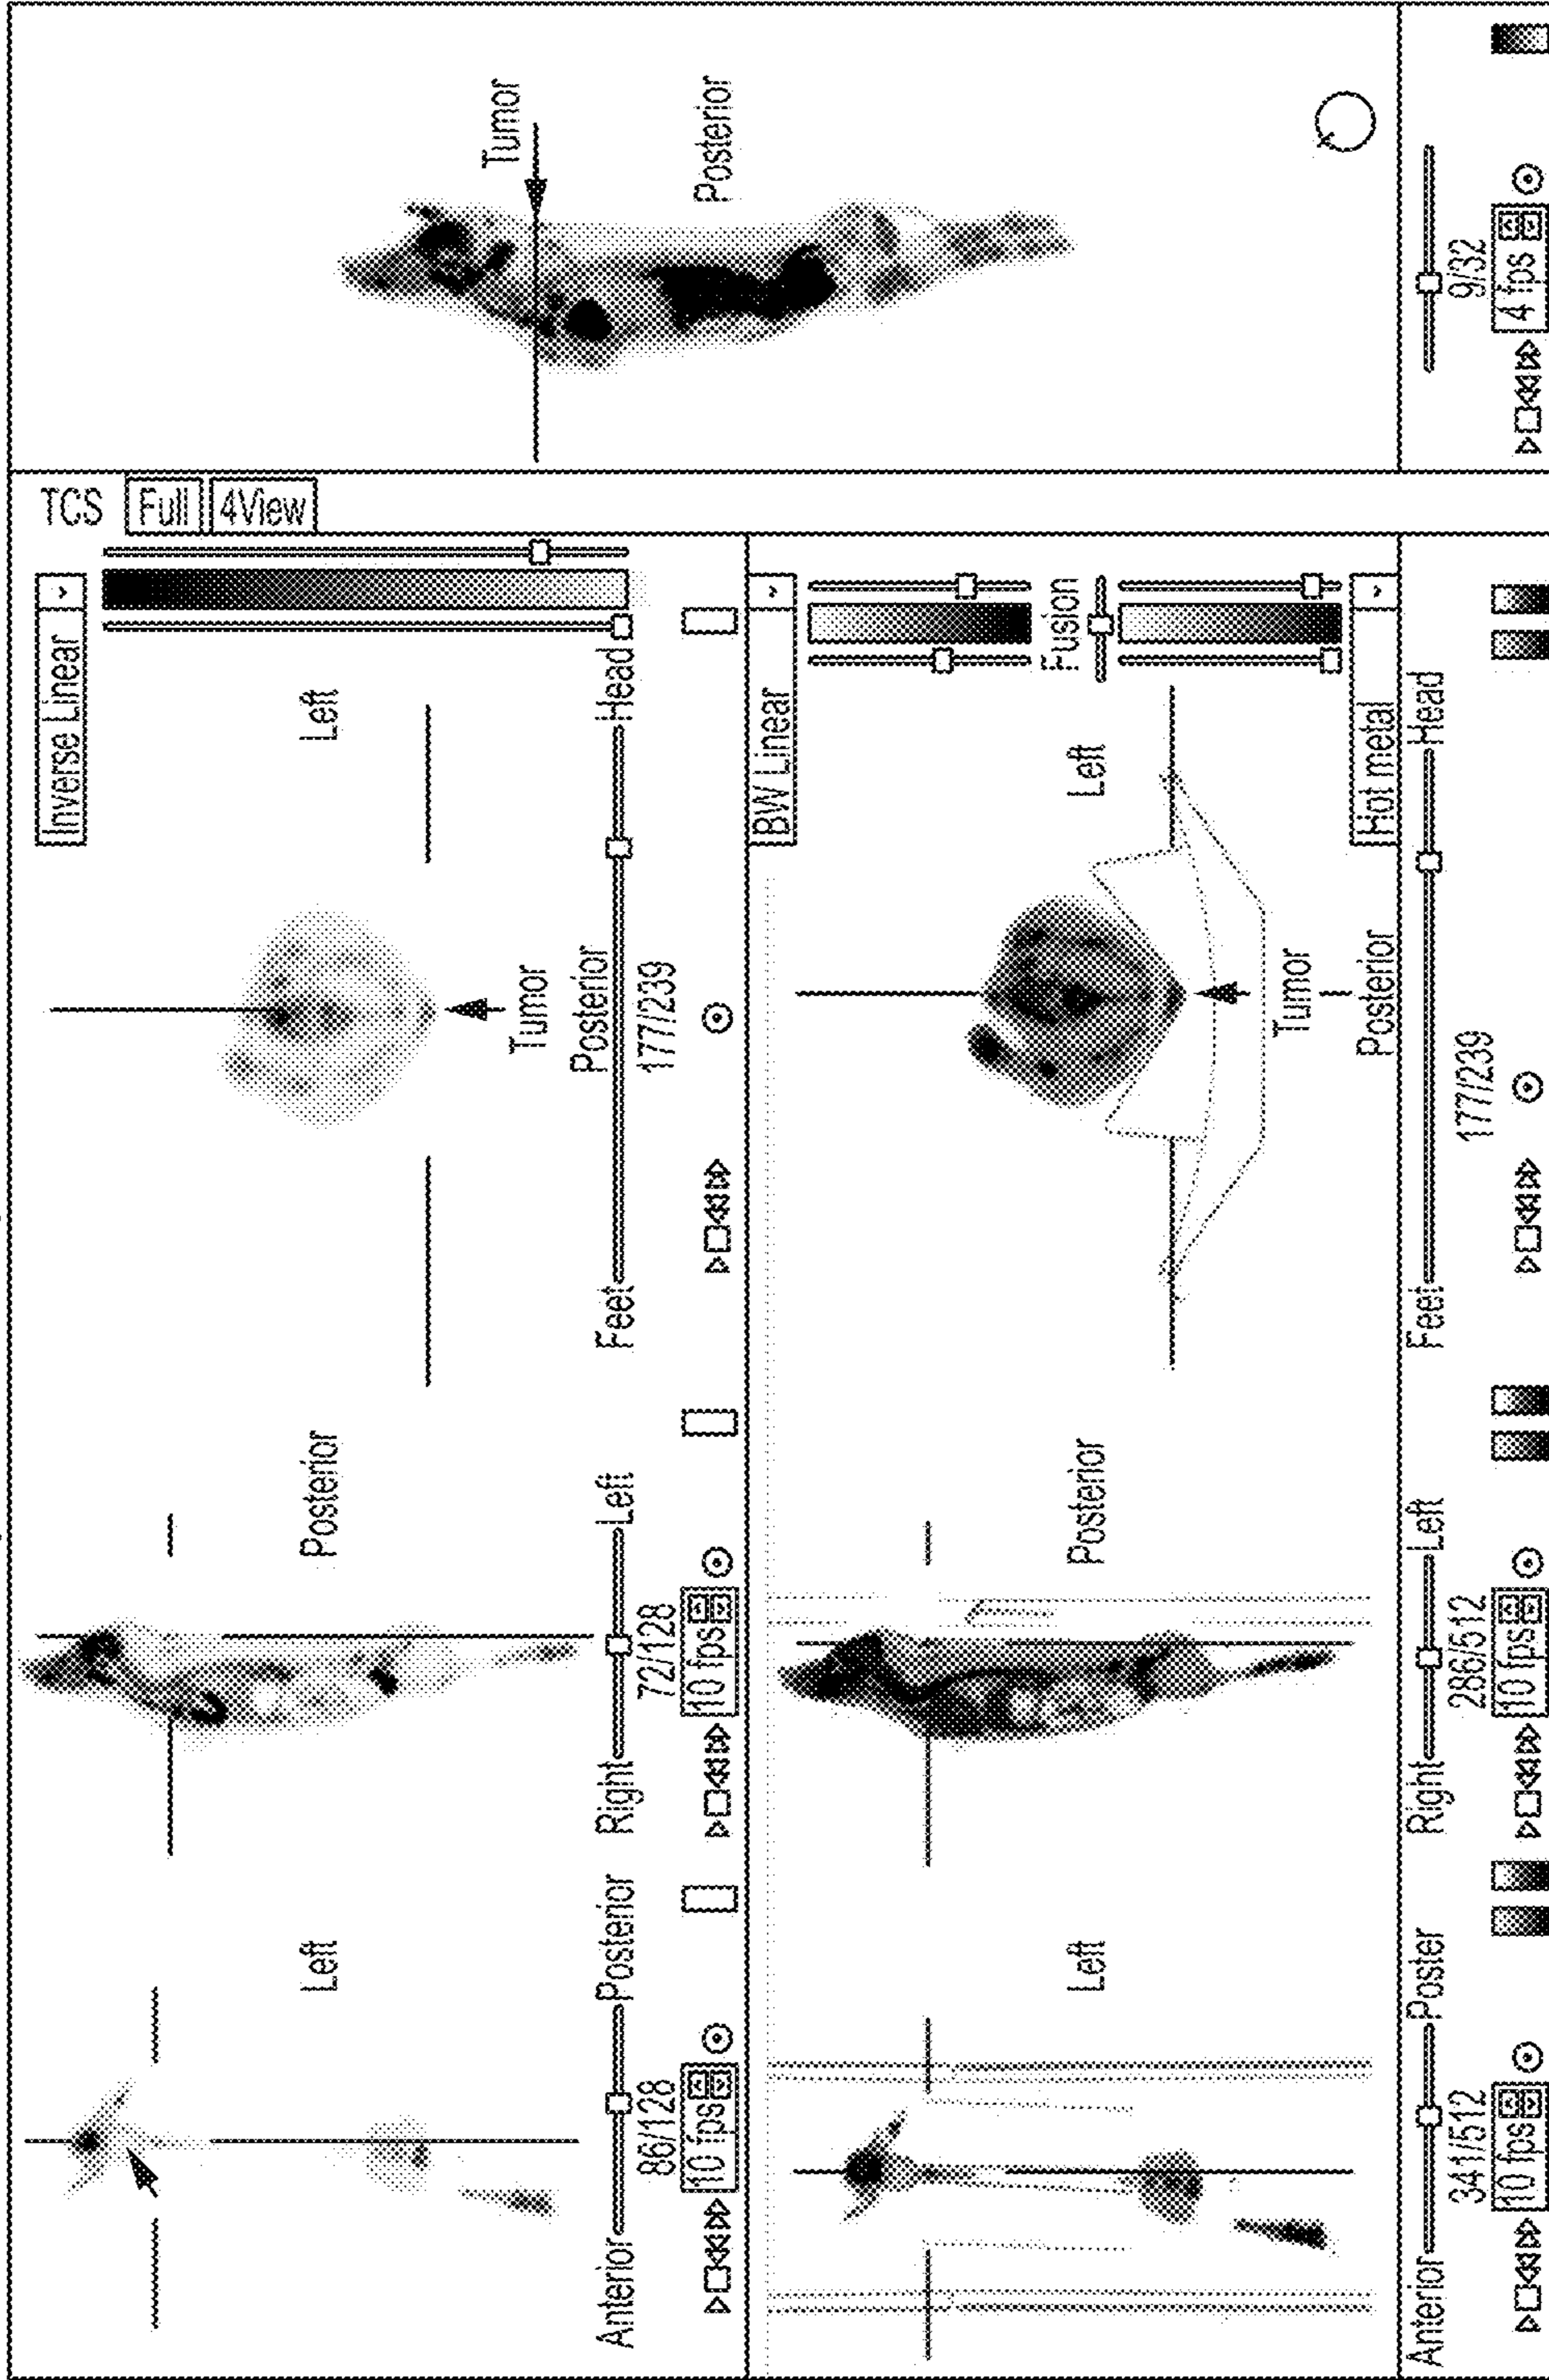 Inverse Linear
TCS
Full
4View
Left
Posterior
Left
Tumor
Posterior
Anterior
Posterior
Right
Left
Feet
Head
86/128
72/128
177/239
10 fps
10 fps
BW Linear
Fusion
Hot metal
Left
Posterior
Left
Tumor
Posterior
Anterior
Poster
Right
Left
Feet
Head
341/512
286/512
177/239
10 fps
10 fps
Tumor
Posterior
9/32
4 fps